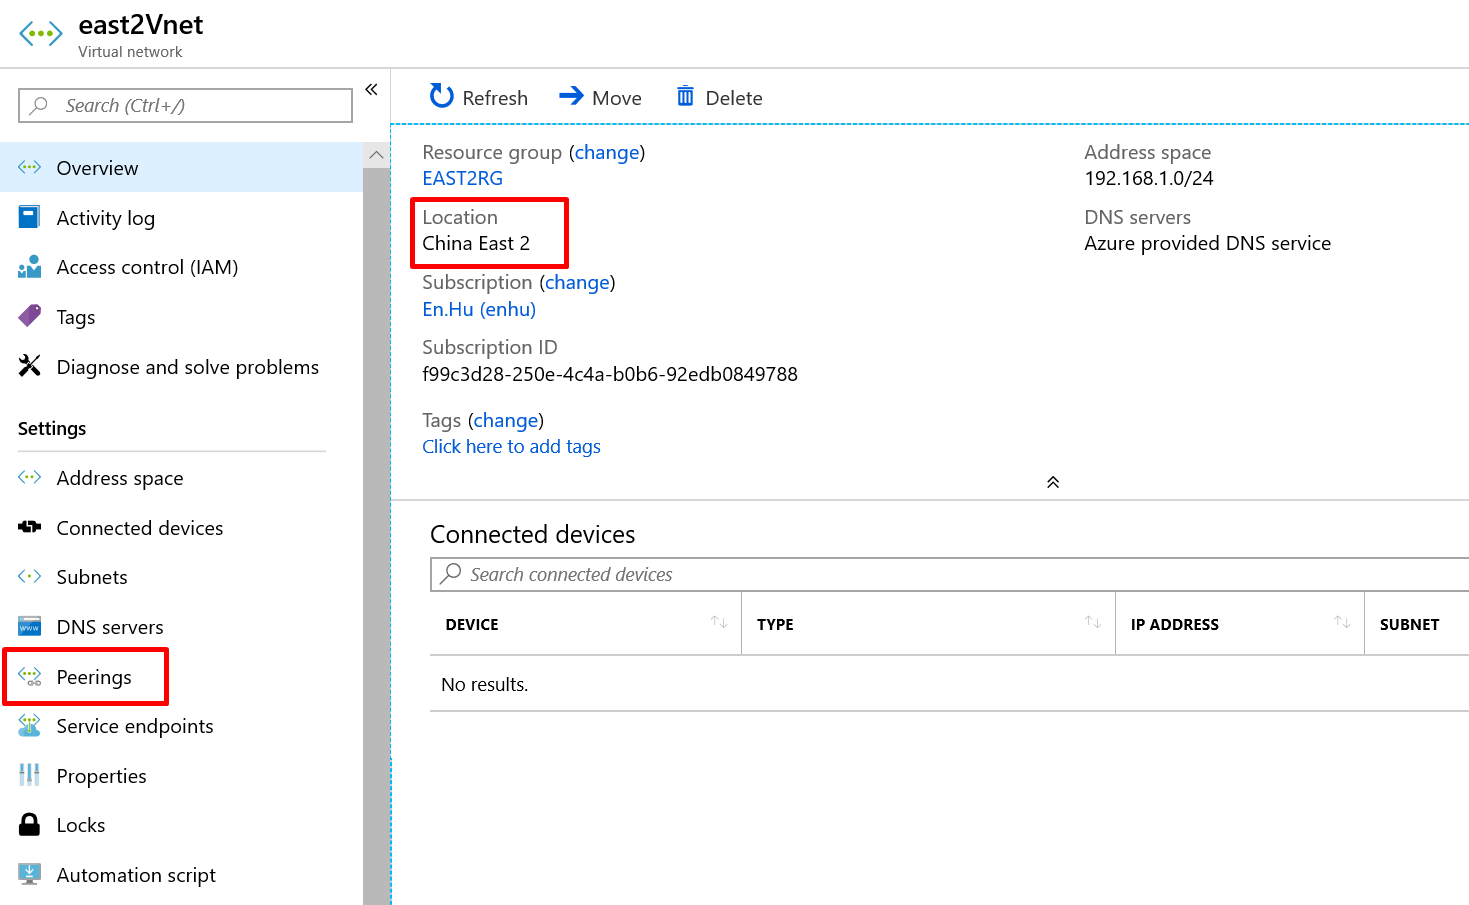 east2Vnet
Virtual network
Search (Ctrl+/)
Overview
Activity log
Access control (IAM)
Tags
Diagnose and solve problems
Settings
Address space
Connected devices
Subnets
DNS servers
Peerings
Service endpoints
Properties
Locks
Automation script
Refresh
Move
Delete
Resource group (change)
EAST2RG
Location
China East 2
Subscription (change)
En.Hu (enhu)
Subscription ID
f99c3d28-250e-4c4a-b0b6-92edb0849788
Tags (change)
Click here to add tags
Address space
192.168.1.0/24
DNS servers
Azure provided DNS service
Connected devices
Search connected devices
DEVICE
TYPE
IP ADDRESS
SUBNET
No results.